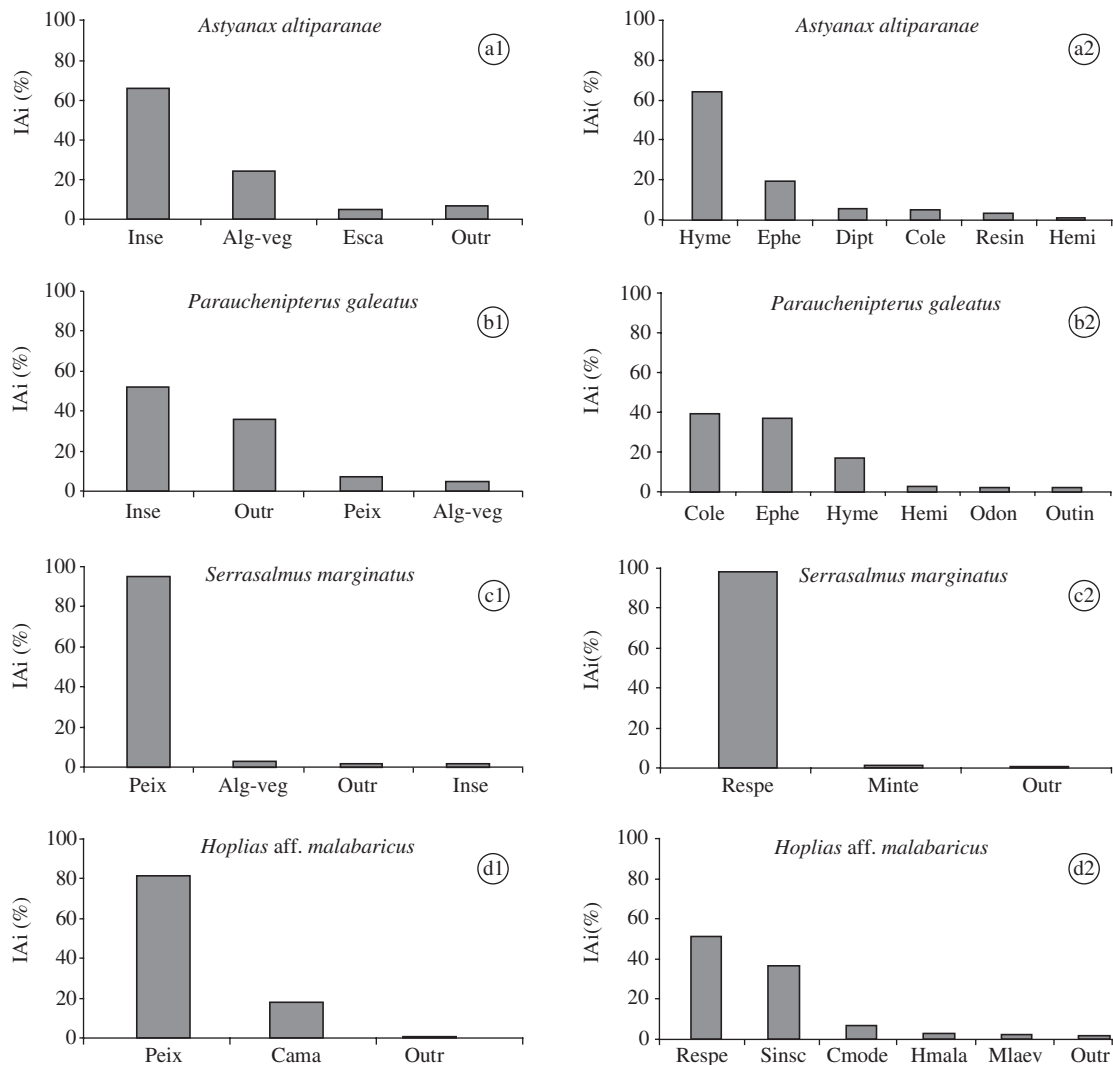 Astyanax altiparanae
a1
IAi (%)
100
80
60
40
20
0
Inse Alg-veg Esca Outr
Astyanax altiparanae
a2
IAi( %)
100
80
60
40
20
0
Hyme Ephe Dipt Cole Resin Hemi
Parauchenipterus galeatus
b1
IAi (%)
100
80
60
40
20
0
Inse Outr Peix Alg-veg
Parauchenipterus galeatus
b2
IAi (%)
100
80
60
40
20
0
Cole Ephe Hyme Hemi Odon Outin
Serrasalmus marginatus
c1
IAi (%)
100
80
60
40
20
0
Peix Alg-veg Outr Inse
Serrasalmus marginatus
c2
IAi(%)
100
80
60
40
20
0
Respe Minte Outr
Hoplias aff. malabaricus
d1
IAi (%)
100
80
60
40
20
0
Peix Cama Outr
Hoplias aff. malabaricus
d2
IAi(%)
100
80
60
40
20
0
Respe Sinsc Cmode Hmala Mlaev Outr